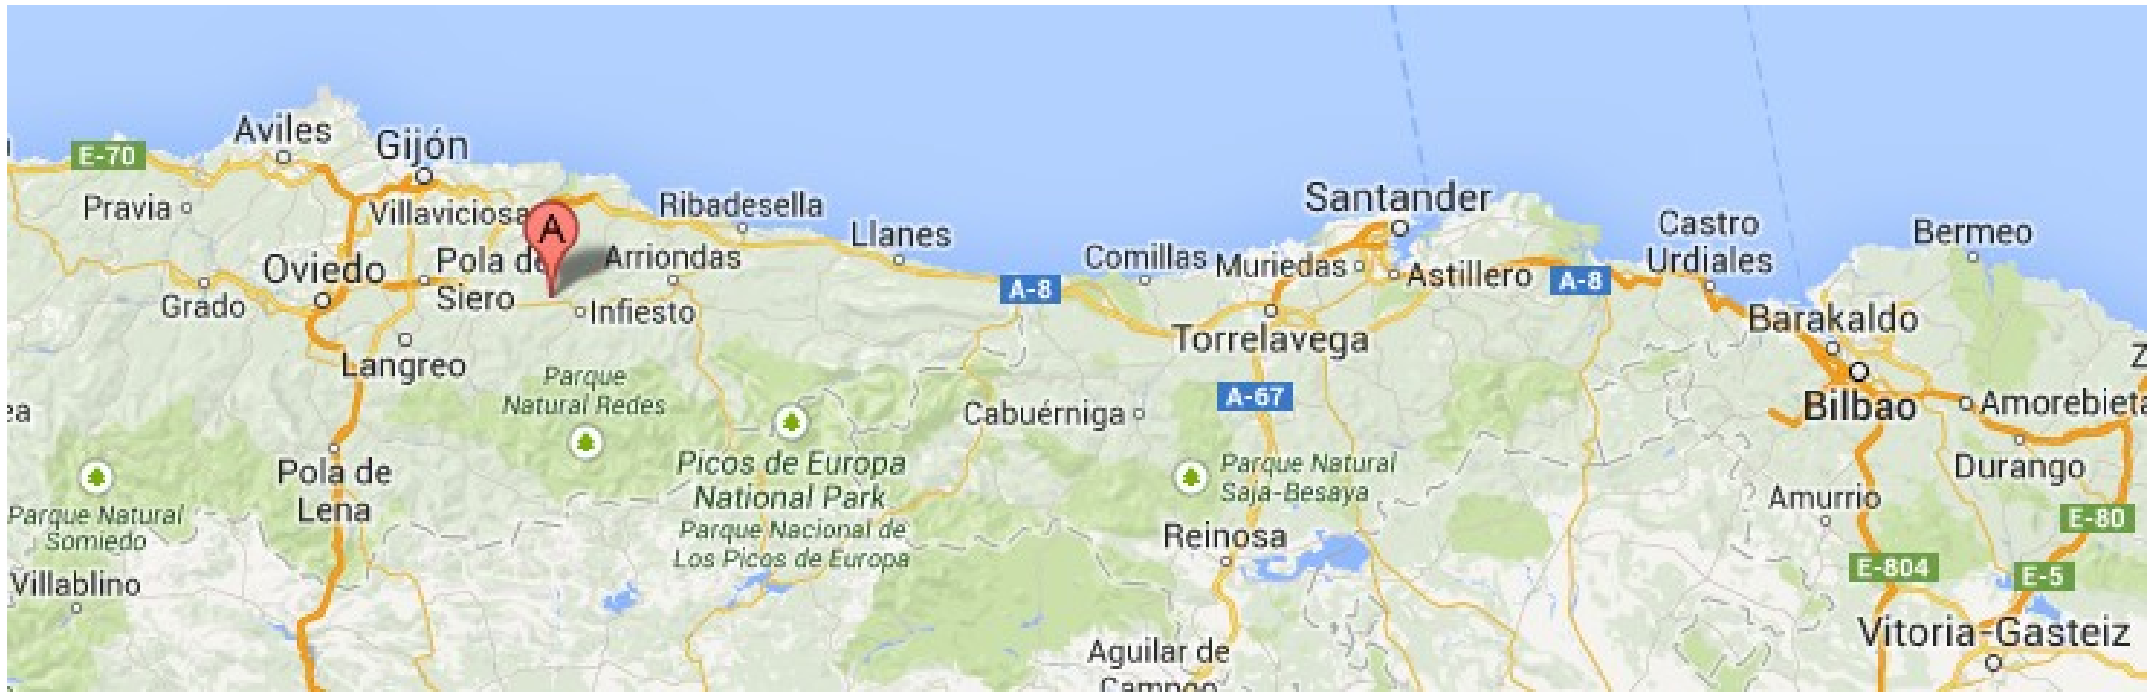 Aviles
Gijón
E-70
Pravia
Villaviciosa
A
Ribadesella
Llanes
Santander
Castro
Urdiales
Bermeo
Oviedo
Pola de
Siero
Arriondas
Comillas
Muriedas
Astillero
A-8
A-8
Grado
Infiesto
Langreo
Torrelavega
Barakaldo
Parque
Natural Redes
Cabuérniga
A-67
Bilbao
Amorebieta
Pola de
Lena
Picos de Europa
National Park
Parque Nacional de
Los Picos de Europa
Parque Natural
Saja-Besaya
Durango
Amurrio
Parque Natural
Somiedo
Reinosa
E-80
Villablino
E-804
E-5
Vitoria-Gasteiz
Aguilar de
Campoo